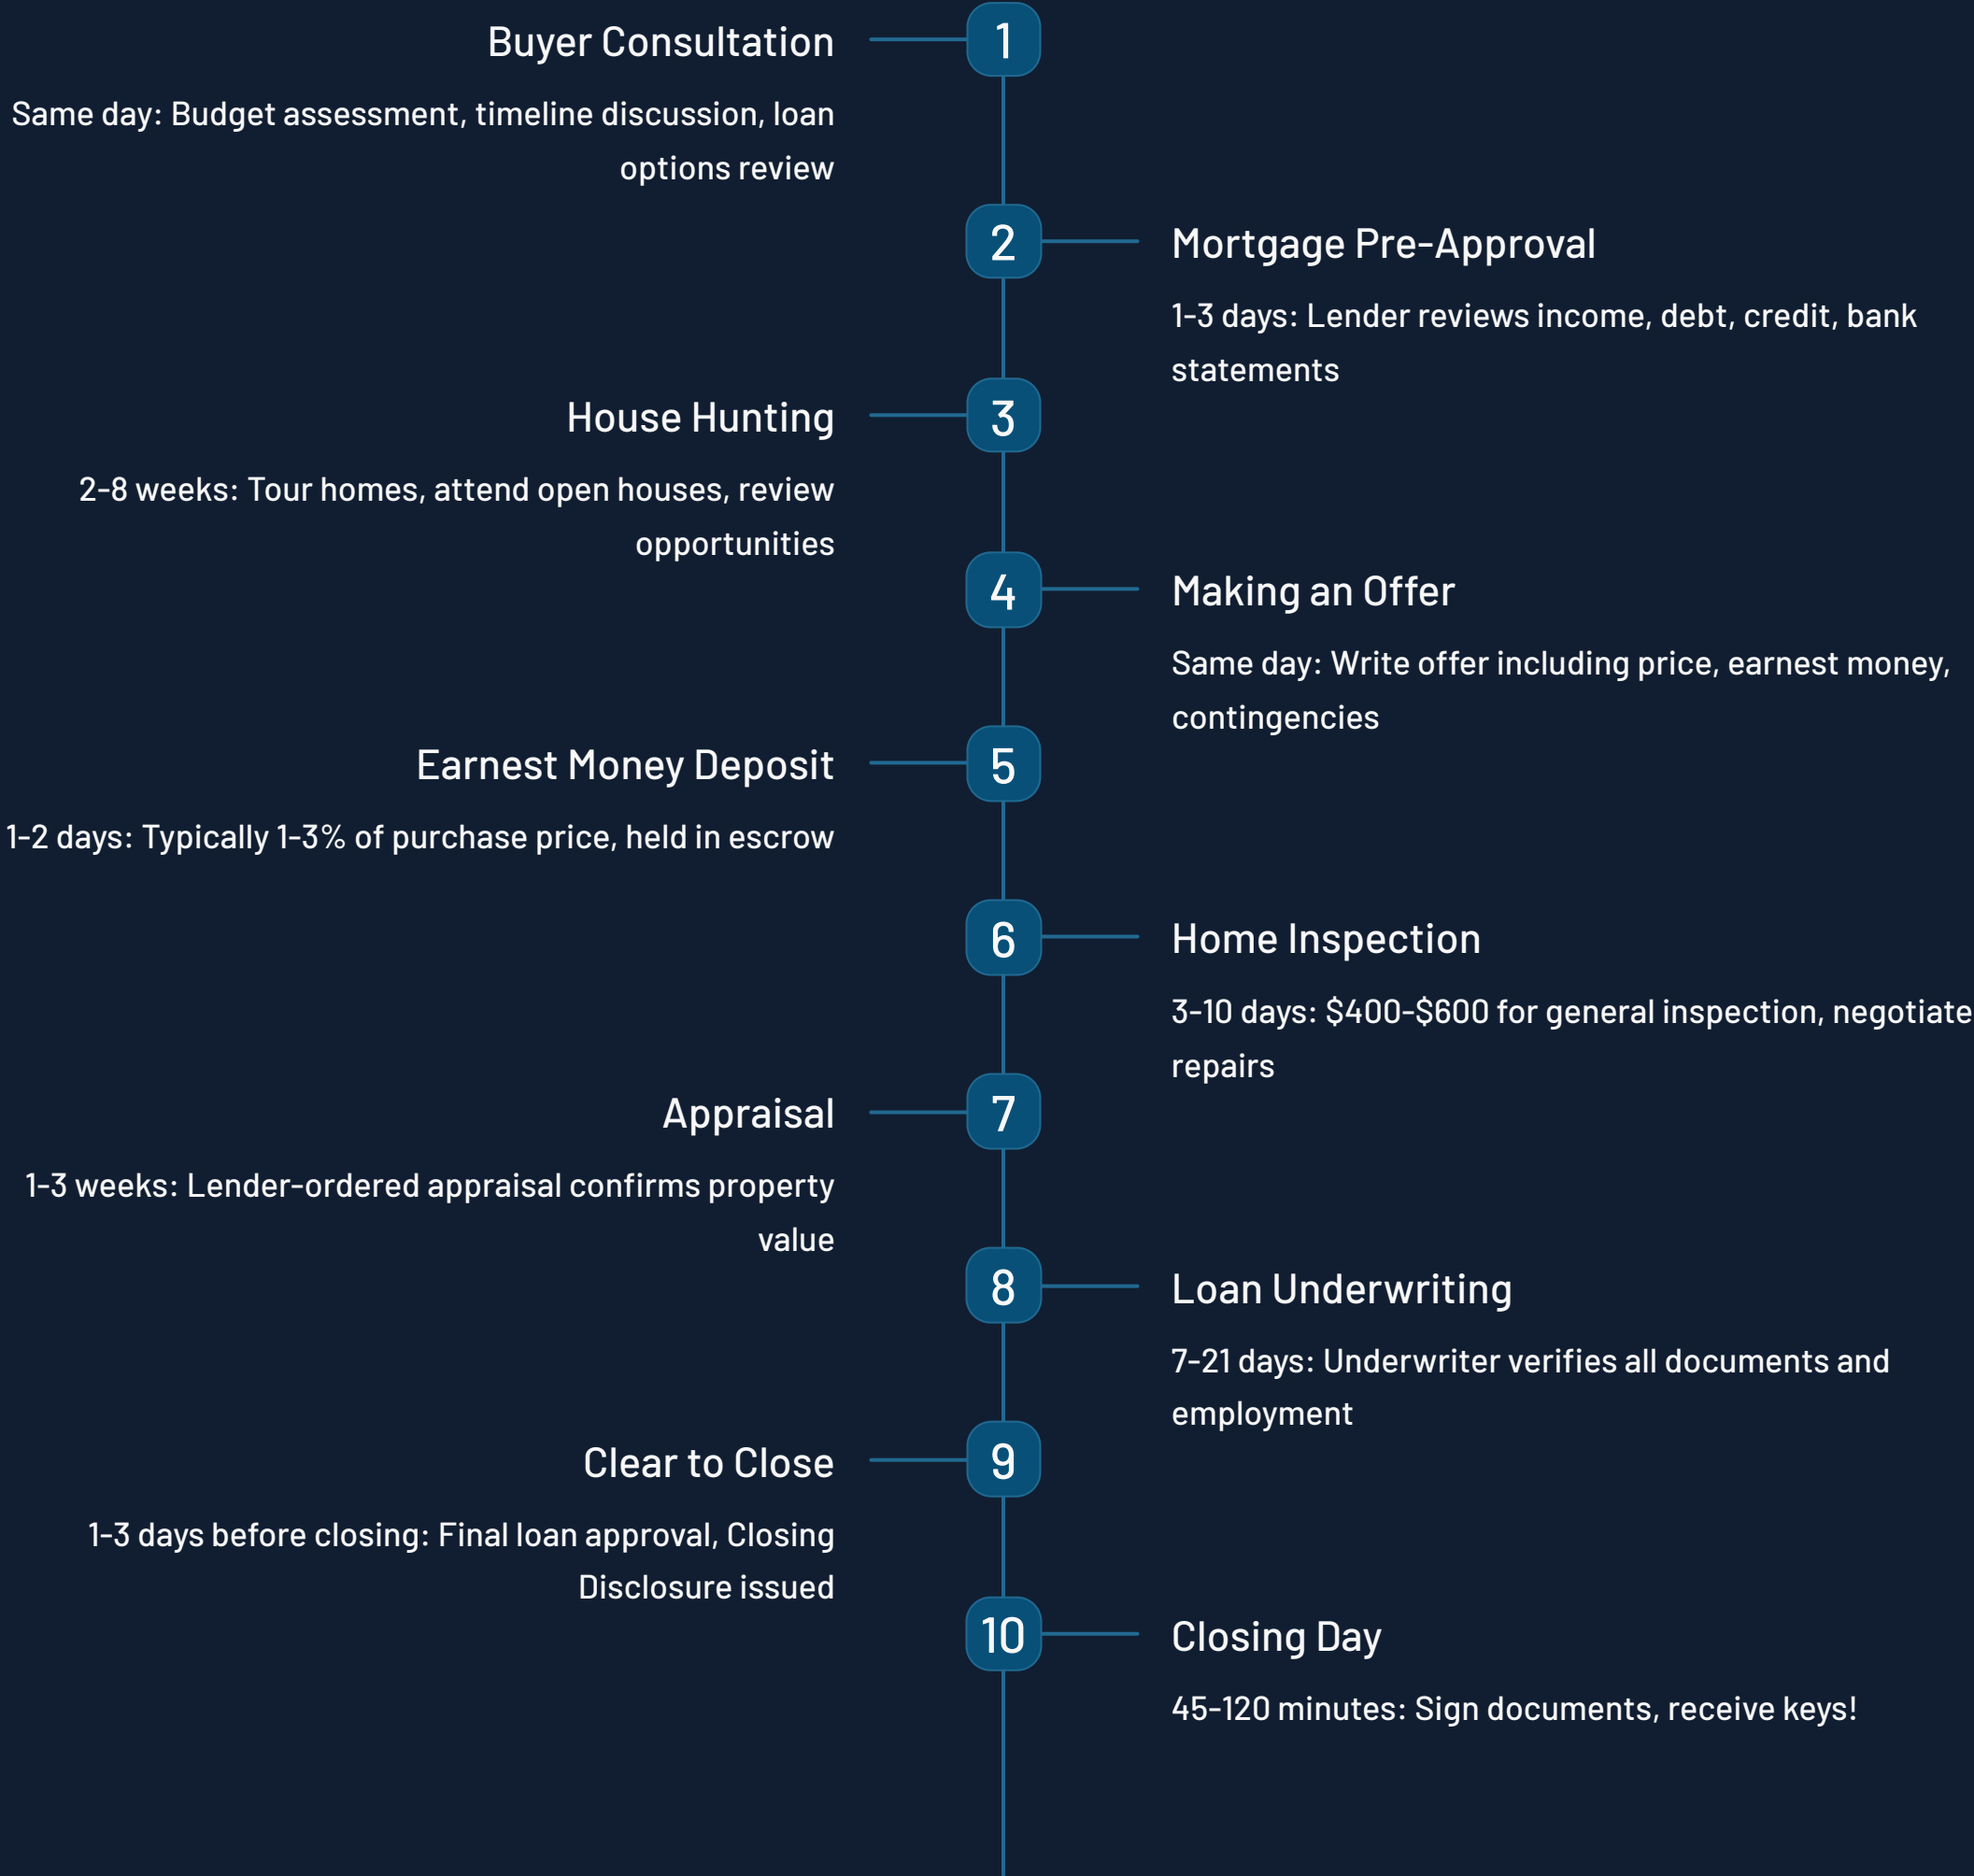 Buyer Consultation
1
Same day: Budget assessment, timeline discussion, loan
options review
2
Mortgage Pre-Approval
1-3 days: Lender reviews income, debt, credit, bank
statements
House Hunting
3
2-8 weeks: Tour homes, attend open houses, review
opportunities
4
Making an Offer
Same day: Write offer including price, earnest money,
contingencies
Earnest Money Deposit
5
1-2 days: Typically 1-3% of purchase price, held in escrow
6
Home Inspection
3-10 days: $400-$600 for general inspection, negotiate
repairs
Appraisal
7
1-3 weeks: Lender-ordered appraisal confirms property
value
8
Loan Underwriting
7-21 days: Underwriter verifies all documents and
employment
Clear to Close
9
1-3 days before closing: Final loan approval, Closing
Disclosure issued
10
Closing Day
45-120 minutes: Sign documents, receive keys!